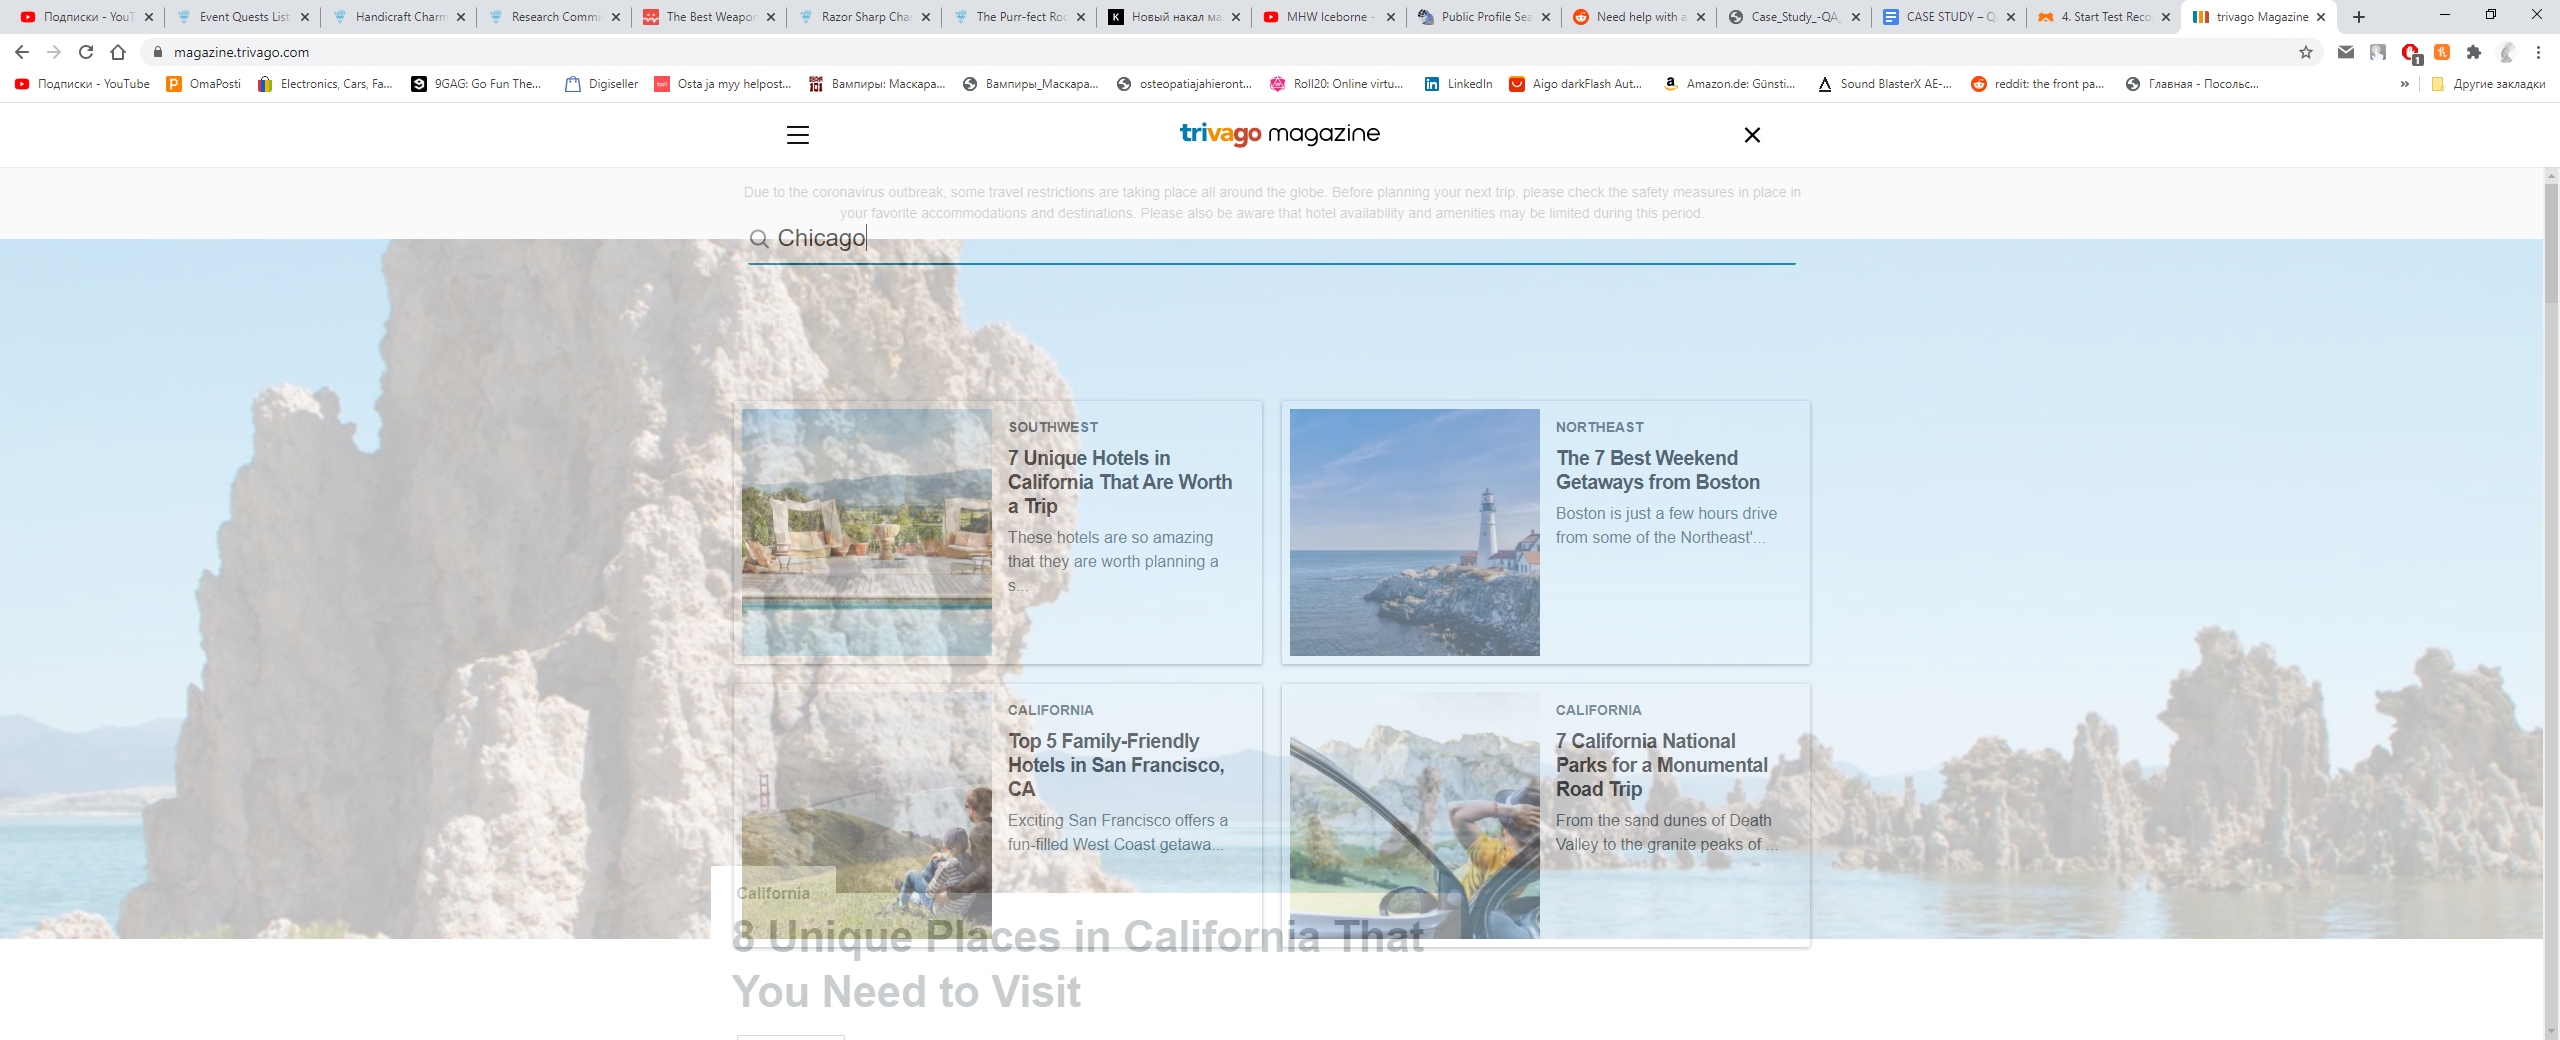 Подписки - YouT
Event Quests List
Handicraft Charm
Research Commis
The Best Weapon
Razor Sharp Cha
The Purr-fect Roo
Новый накал ма
MHW Iceborne -
Public Profile Sea
Need help with a
Case_Study_-QA_
CASE STUDY – Q
4. Start Test Reco
trivago Magazine
magazine.trivago.com
1
Подписки - YouTube
OmaPosti
Electronics, Cars, Fa...
9GAG: Go Fun The...
Digiseller
Osta ja myy helpost...
Вампиры: Маскара...
Вампиры_Маскара...
osteopatiajahieront...
Roll20: Online virtu...
LinkedIn
Aigo darkFlash Aut...
Amazon.de: Günsti...
Sound BlasterX AE-...
reddit: the front pa...
Главная - Посольс...
»
Другие закладки
trivago magazine
Due to the coronavirus outbreak, some travel restrictions are taking place all around the globe. Before planning your next trip, please check the safety measures in place in
your favorite accommodations and destinations. Please also be aware that hotel availability and amenities may be limited during this period.
Chicago
SOUTHWEST
7 Unique Hotels in
California That Are Worth
a Trip
These hotels are so amazing
that they are worth planning a
s...
NORTHEAST
The 7 Best Weekend
Getaways from Boston
Boston is just a few hours drive
from some of the Northeast'...
CALIFORNIA
Top 5 Family-Friendly
Hotels in San Francisco,
CA
Exciting San Francisco offers a
fun-filled West Coast getawa...
CALIFORNIA
7 California National
Parks for a Monumental
Road Trip
From the sand dunes of Death
Valley to the granite peaks of ...
California
8 Unique Places in California That
You Need to Visit